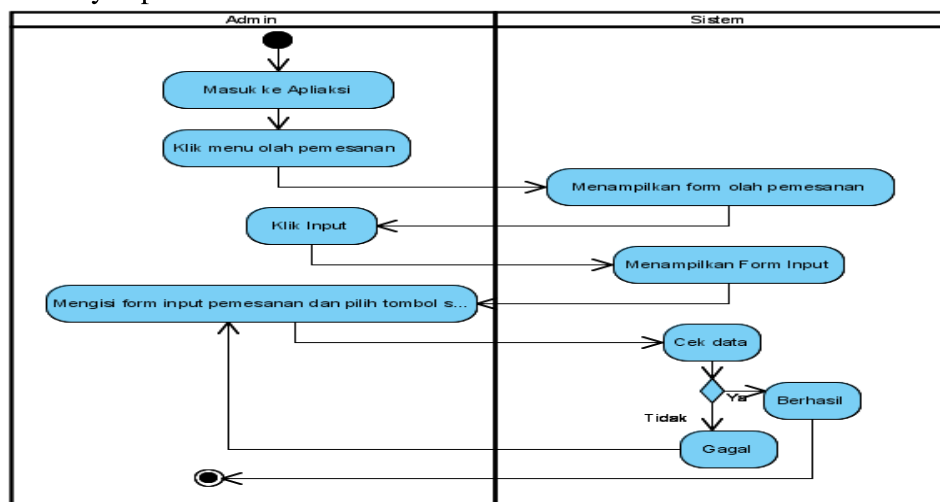 Admin
Sistem
Masuk ke Apliaksi
Klik menu olah pemesanan
Menampilkan form olah pemesanan
Klik Input
Menampilkan Form Input
Mengisi form input pemesanan dan pilih tombol s...
Cek data
Ya
Berhasil
Tidak
Gagal